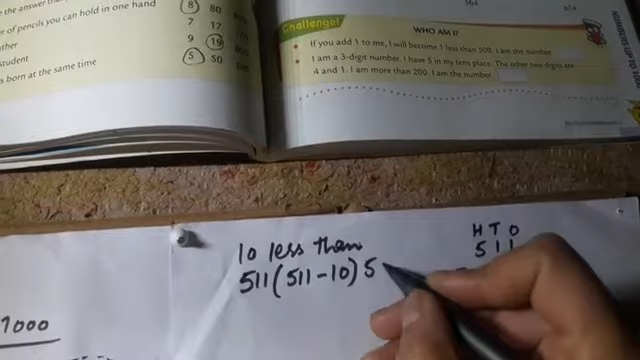 the answer
of pencils you can hold in one hand
student
s born at the same time
8 80
7 17
9 19
5 50
Challenge!
WHO AM I?
If you add 1 to me, I will become 1 less than 500. I am the number
I am a 3-digit number. I have 5 in my tens place. The other two digits are
4 and 1. I am more than 200. I am the number
364
NUMBERS UP TO
10 less than
511(511-10)5
H T O
5 1 1
1000